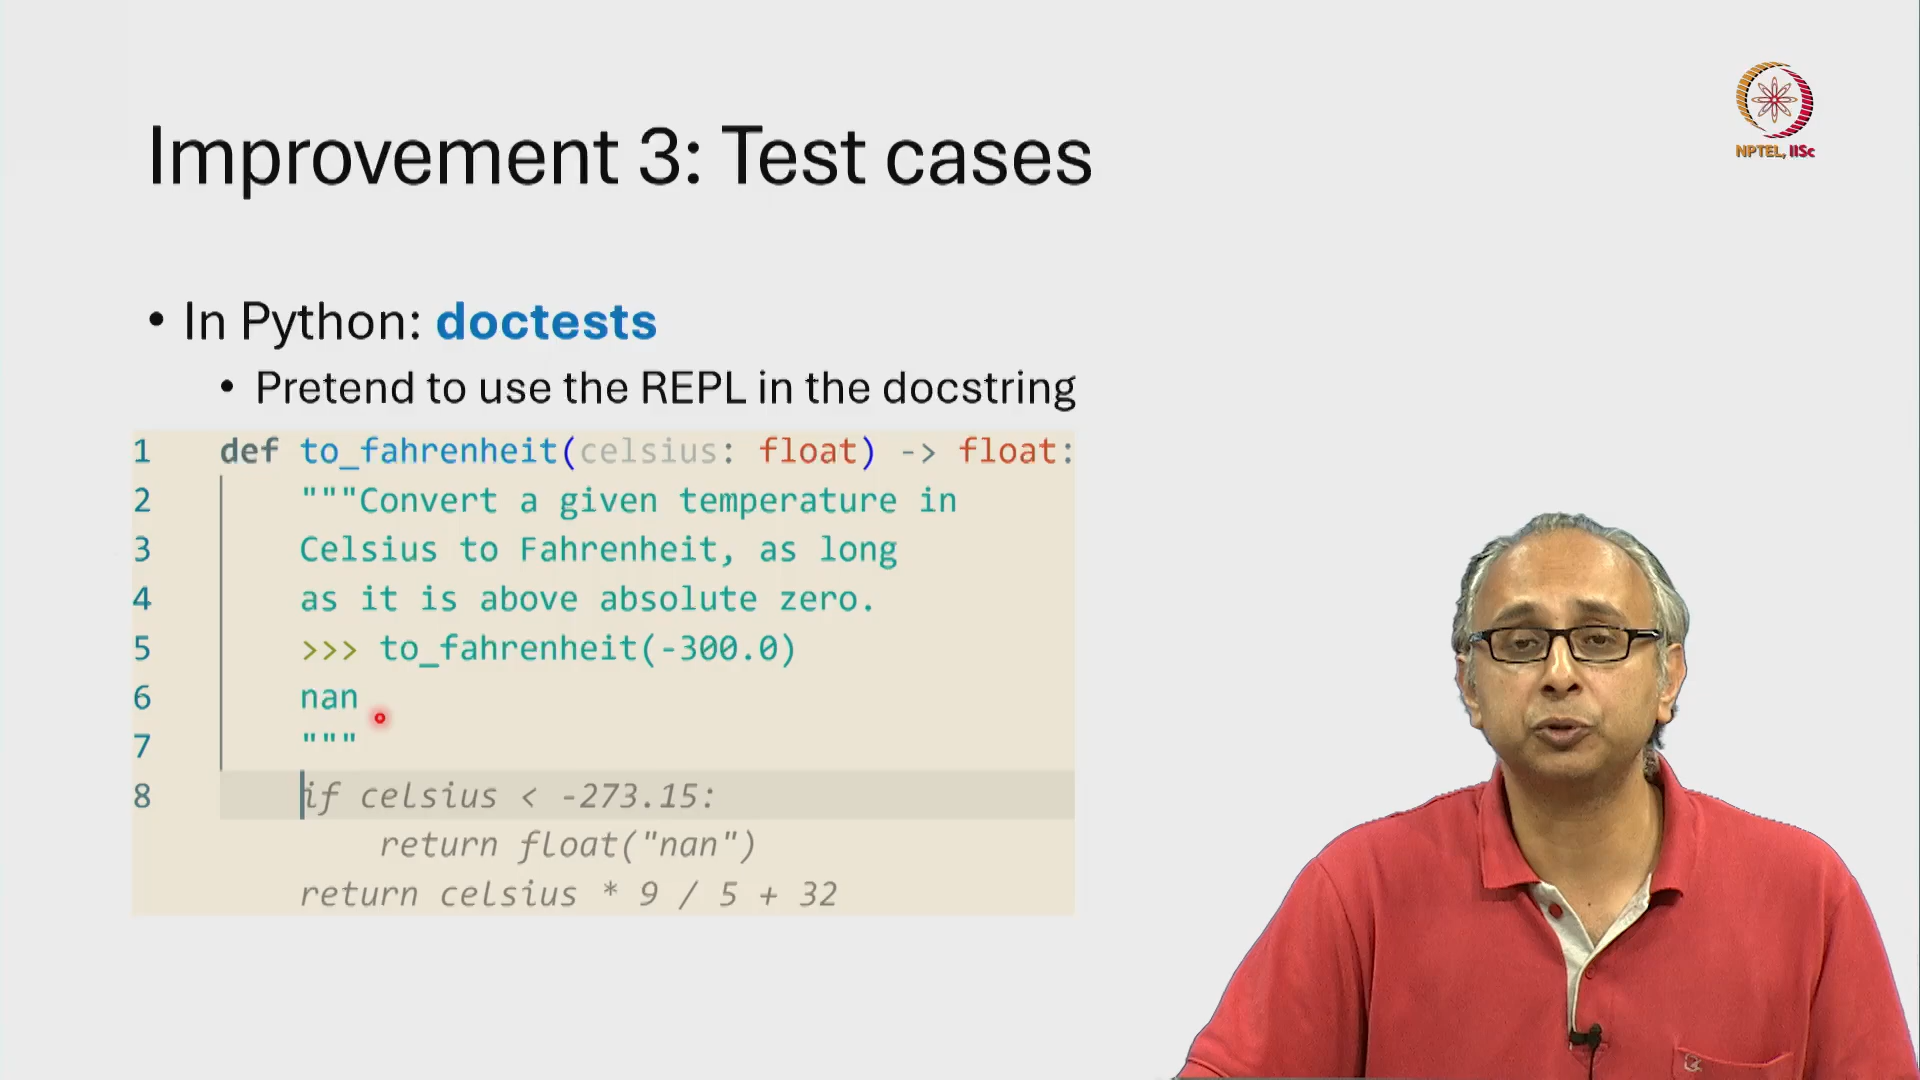 NPTEL, IISc
Improvement 3: Test cases
• In Python: doctests
• Pretend to use the REPL in the docstring
1 def to_fahrenheit(celsius: float) -> float:
2 """Convert a given temperature in
3 Celsius to Fahrenheit, as long
4 as it is above absolute zero.
5 >>> to_fahrenheit(-300.0)
6 nan
7 """
8 if celsius < -273.15:
return float("nan")
return celsius * 9 / 5 + 32